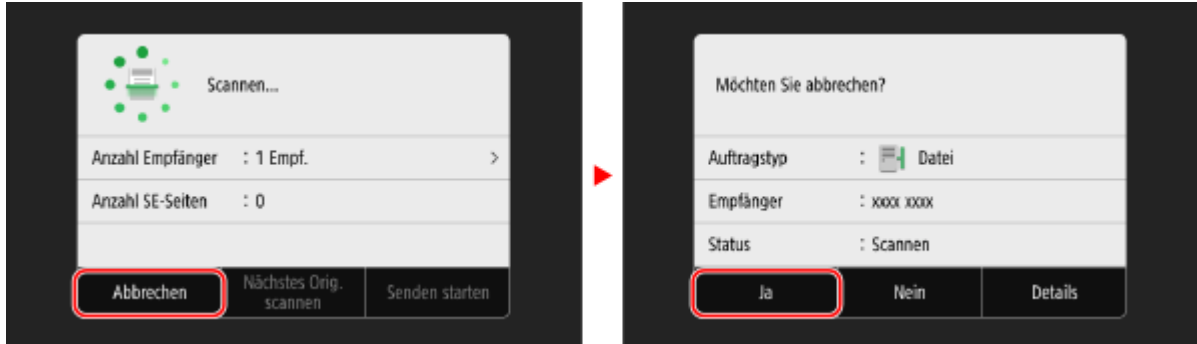 Scannen...
Anzahl Empfänger : 1 Empf. >
Anzahl SE-Seiten : 0
Abbrechen
Nächstes Orig.
scannen
Senden starten
Möchten Sie abbrechen?
Auftragstyp : Datei
Empfänger : xxxx xxxx
Status : Scannen
Ja
Nein
Details